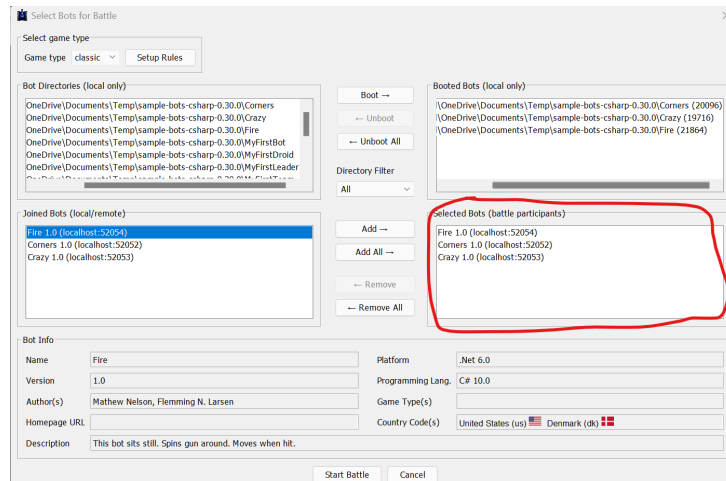 Select Bots for Battle
Select game type
Game type classic Setup Rules
Bot Directories (local only)
OneDrive\Documents\Temp\sample-bots-csharp-0.30.0\Corners
OneDrive\Documents\Temp\sample-bots-csharp-0.30.0\Crazy
OneDrive\Documents\Temp\sample-bots-csharp-0.30.0\Fire
OneDrive\Documents\Temp\sample-bots-csharp-0.30.0\MyFirstBot
OneDrive\Documents\Temp\sample-bots-csharp-0.30.0\MyFirstDroid
OneDrive\Documents\Temp\sample-bots-csharp-0.30.0\MyFirstLeader
OneDrive\Documents\Temp\sample-bots-csharp-0.30.0\MyFirstTeam
Boot →
← Unboot
← Unboot All
Directory Filter
All
Booted Bots (local only)
\OneDrive\Documents\Temp\sample-bots-csharp-0.30.0\Corners (20096)
\OneDrive\Documents\Temp\sample-bots-csharp-0.30.0\Crazy (19716)
\OneDrive\Documents\Temp\sample-bots-csharp-0.30.0\Fire (21864)
Joined Bots (local/remote)
Fire 1.0 (localhost:52054)
Corners 1.0 (localhost:52052)
Crazy 1.0 (localhost:52053)
Add →
Add All →
← Remove
← Remove All
Selected Bots (battle participants)
Fire 1.0 (localhost:52054)
Corners 1.0 (localhost:52052)
Crazy 1.0 (localhost:52053)
Bot Info
Name Fire
Platform .Net 6.0
Version 1.0
Programming Lang. C# 10.0
Author(s) Mathew Nelson, Flemming N. Larsen
Game Type(s)
Homepage URL
Country Code(s) United States (us) Denmark (dk)
Description This bot sits still. Spins gun around. Moves when hit.
Start Battle Cancel